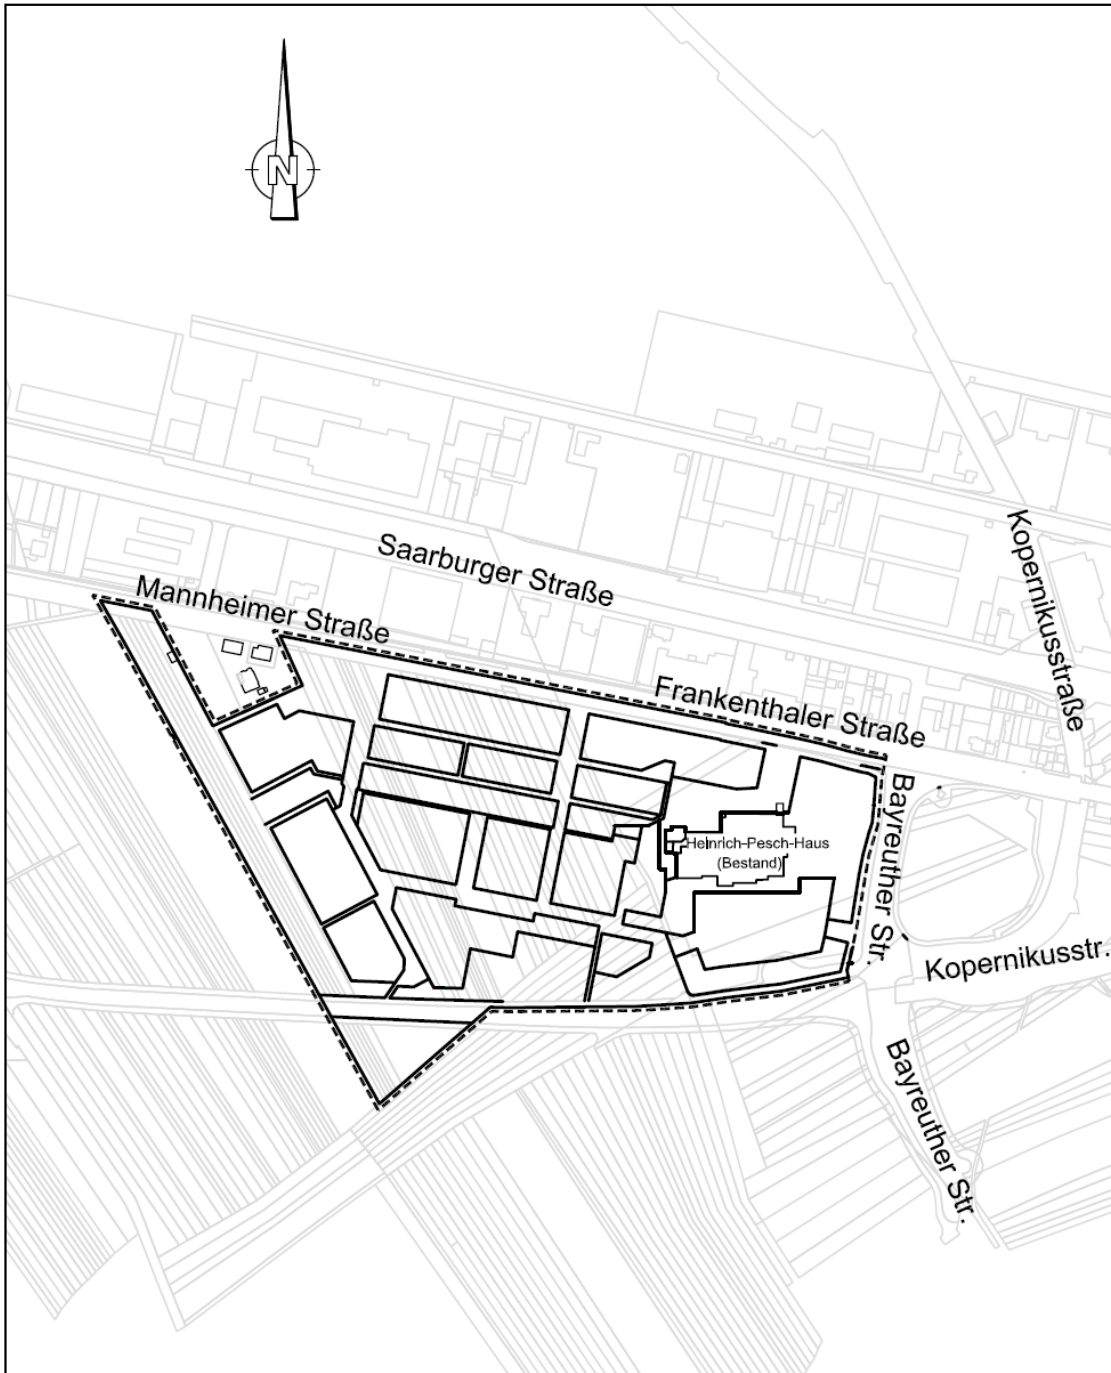 N
Kopernikusstraße
Saarburger Straße
Mannheimer Straße
Frankenthaler Straße
Bayreuther Str.
Heinrich-Pesch-Haus
(Bestand)
Kopernikusstr.
Bayreuther Str.